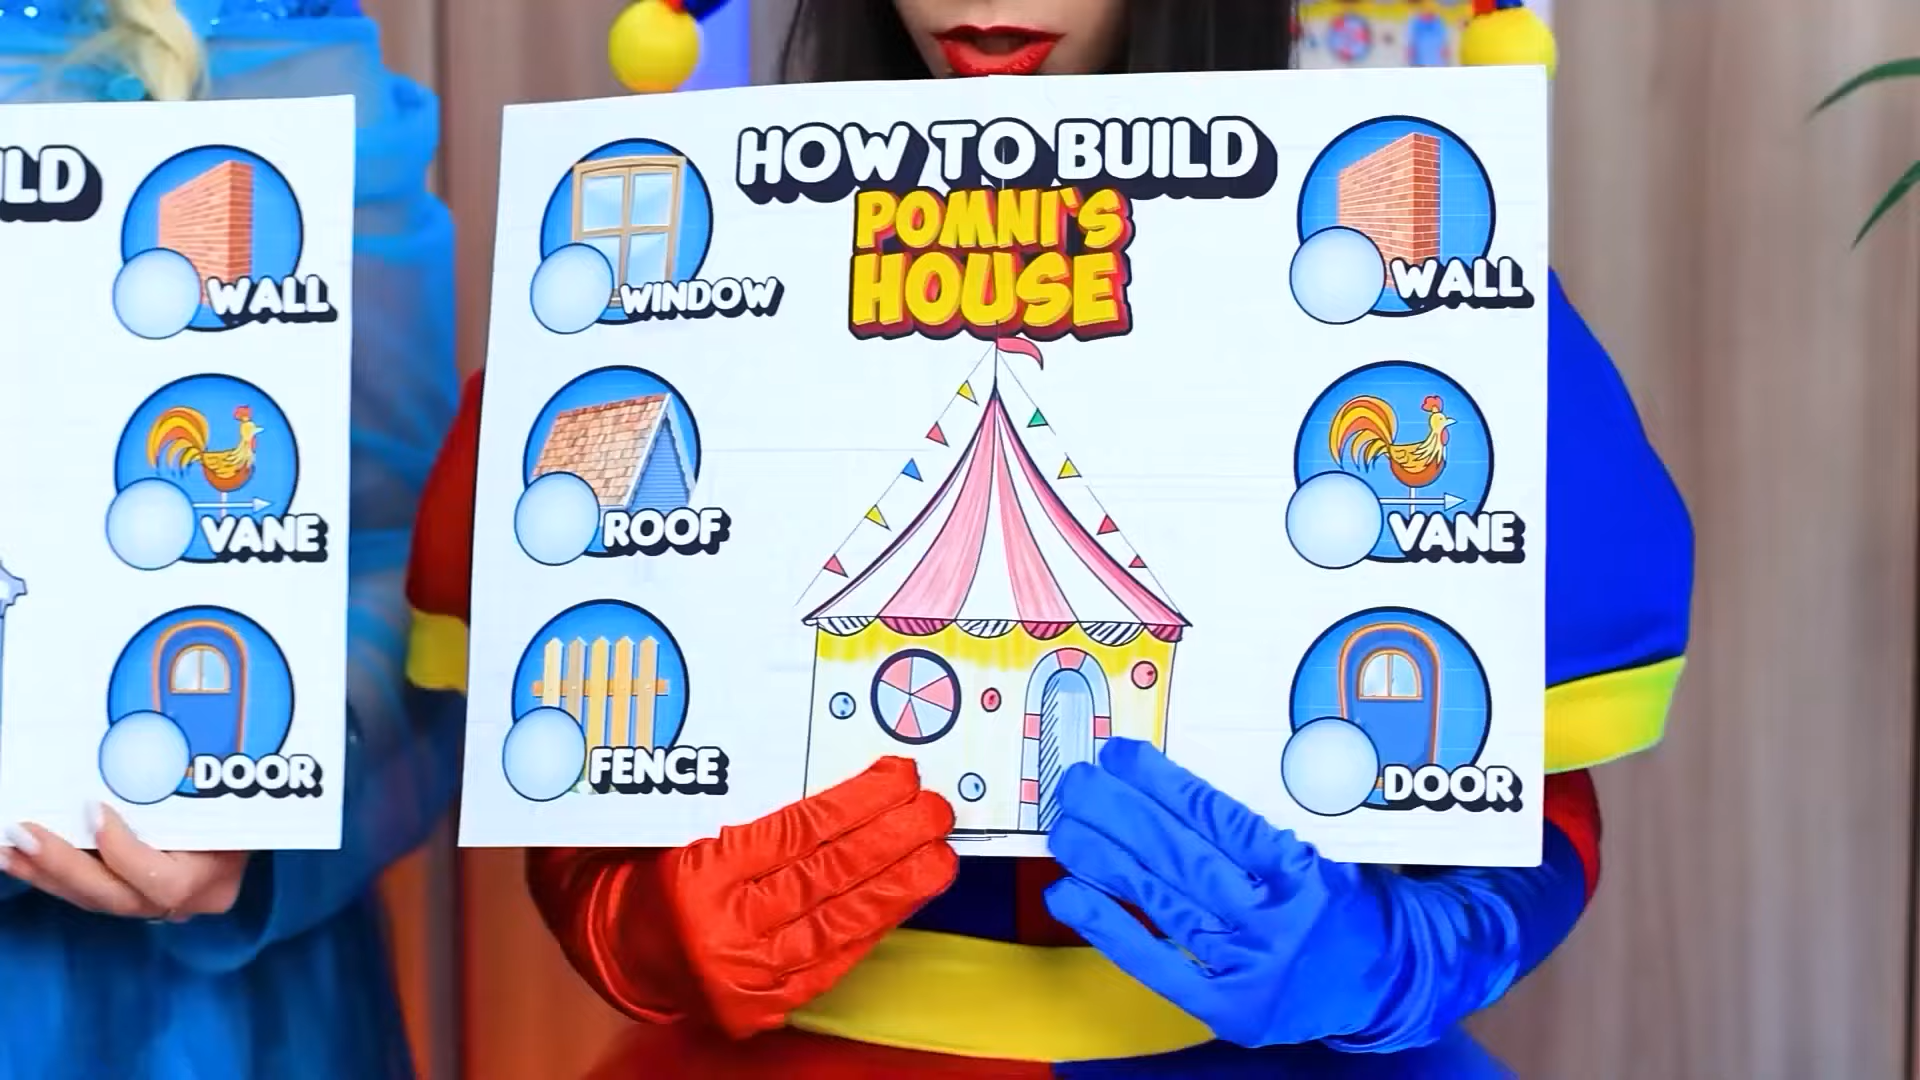 ILD
WALL
VANE
DOOR
HOW TO BUILD
POMNI'S
HOUSE
WINDOW
ROOF
FENCE
WALL
VANE
DOOR